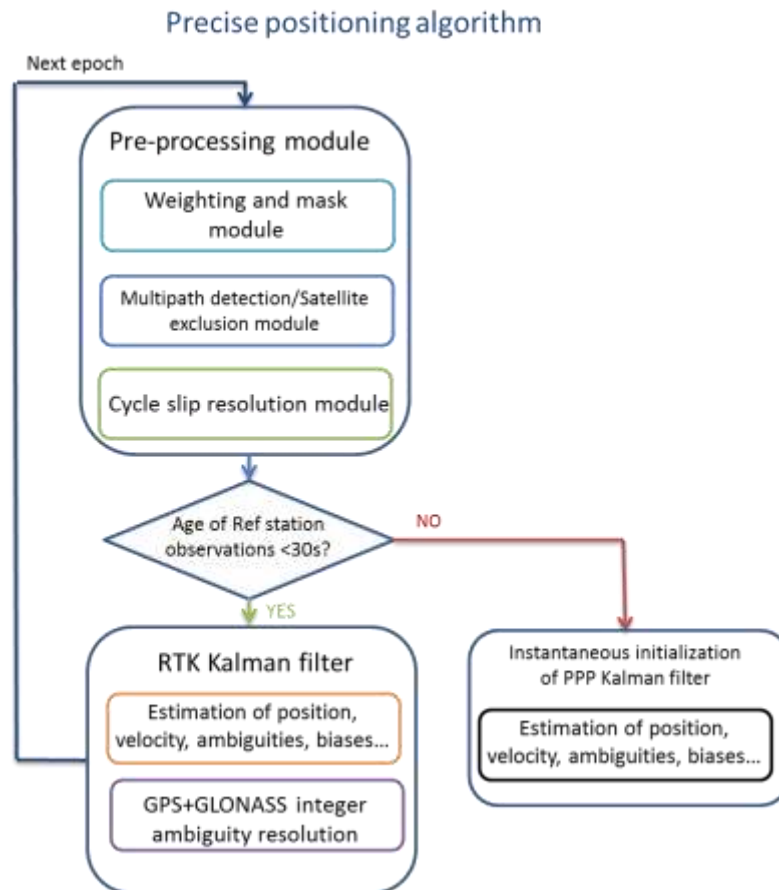 Precise positioning algorithm
Next epoch
Pre-processing module
Weighting and mask
module
Multipath detection/Satellite
exclusion module
Cycle slip resolution module
Age of Ref station
observations <30s?
NO
YES
RTK Kalman filter
Estimation of position,
velocity, ambiguities, biases...
GPS+GLONASS integer
ambiguity resolution
Instantaneous initialization
of PPP Kalman filter
Estimation of position,
velocity, ambiguities, biases...